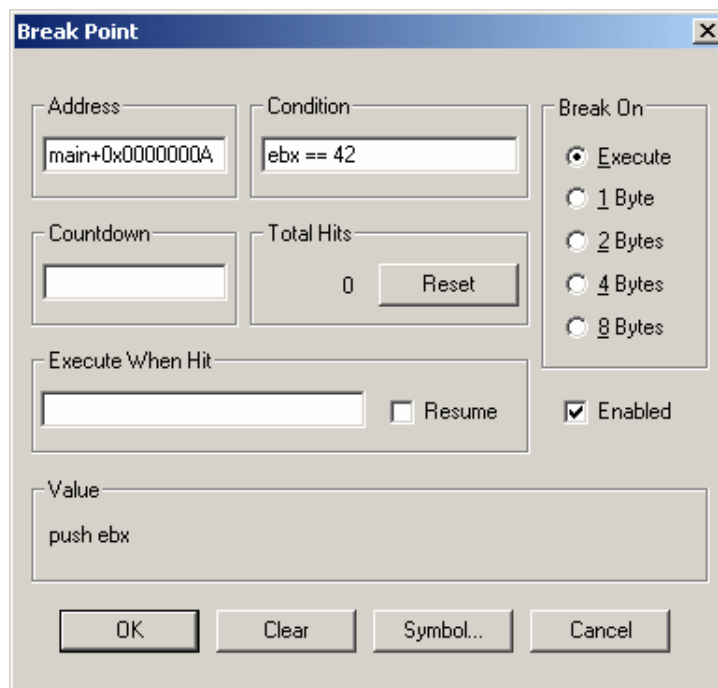 Break Point
Address
main+0x0000000A
Condition
ebx == 42
Break On
Execute
1 Byte
2 Bytes
4 Bytes
8 Bytes
Countdown
Total Hits
0
Reset
Execute When Hit
Resume
Enabled
Value
push ebx
OK
Clear
Symbol...
Cancel